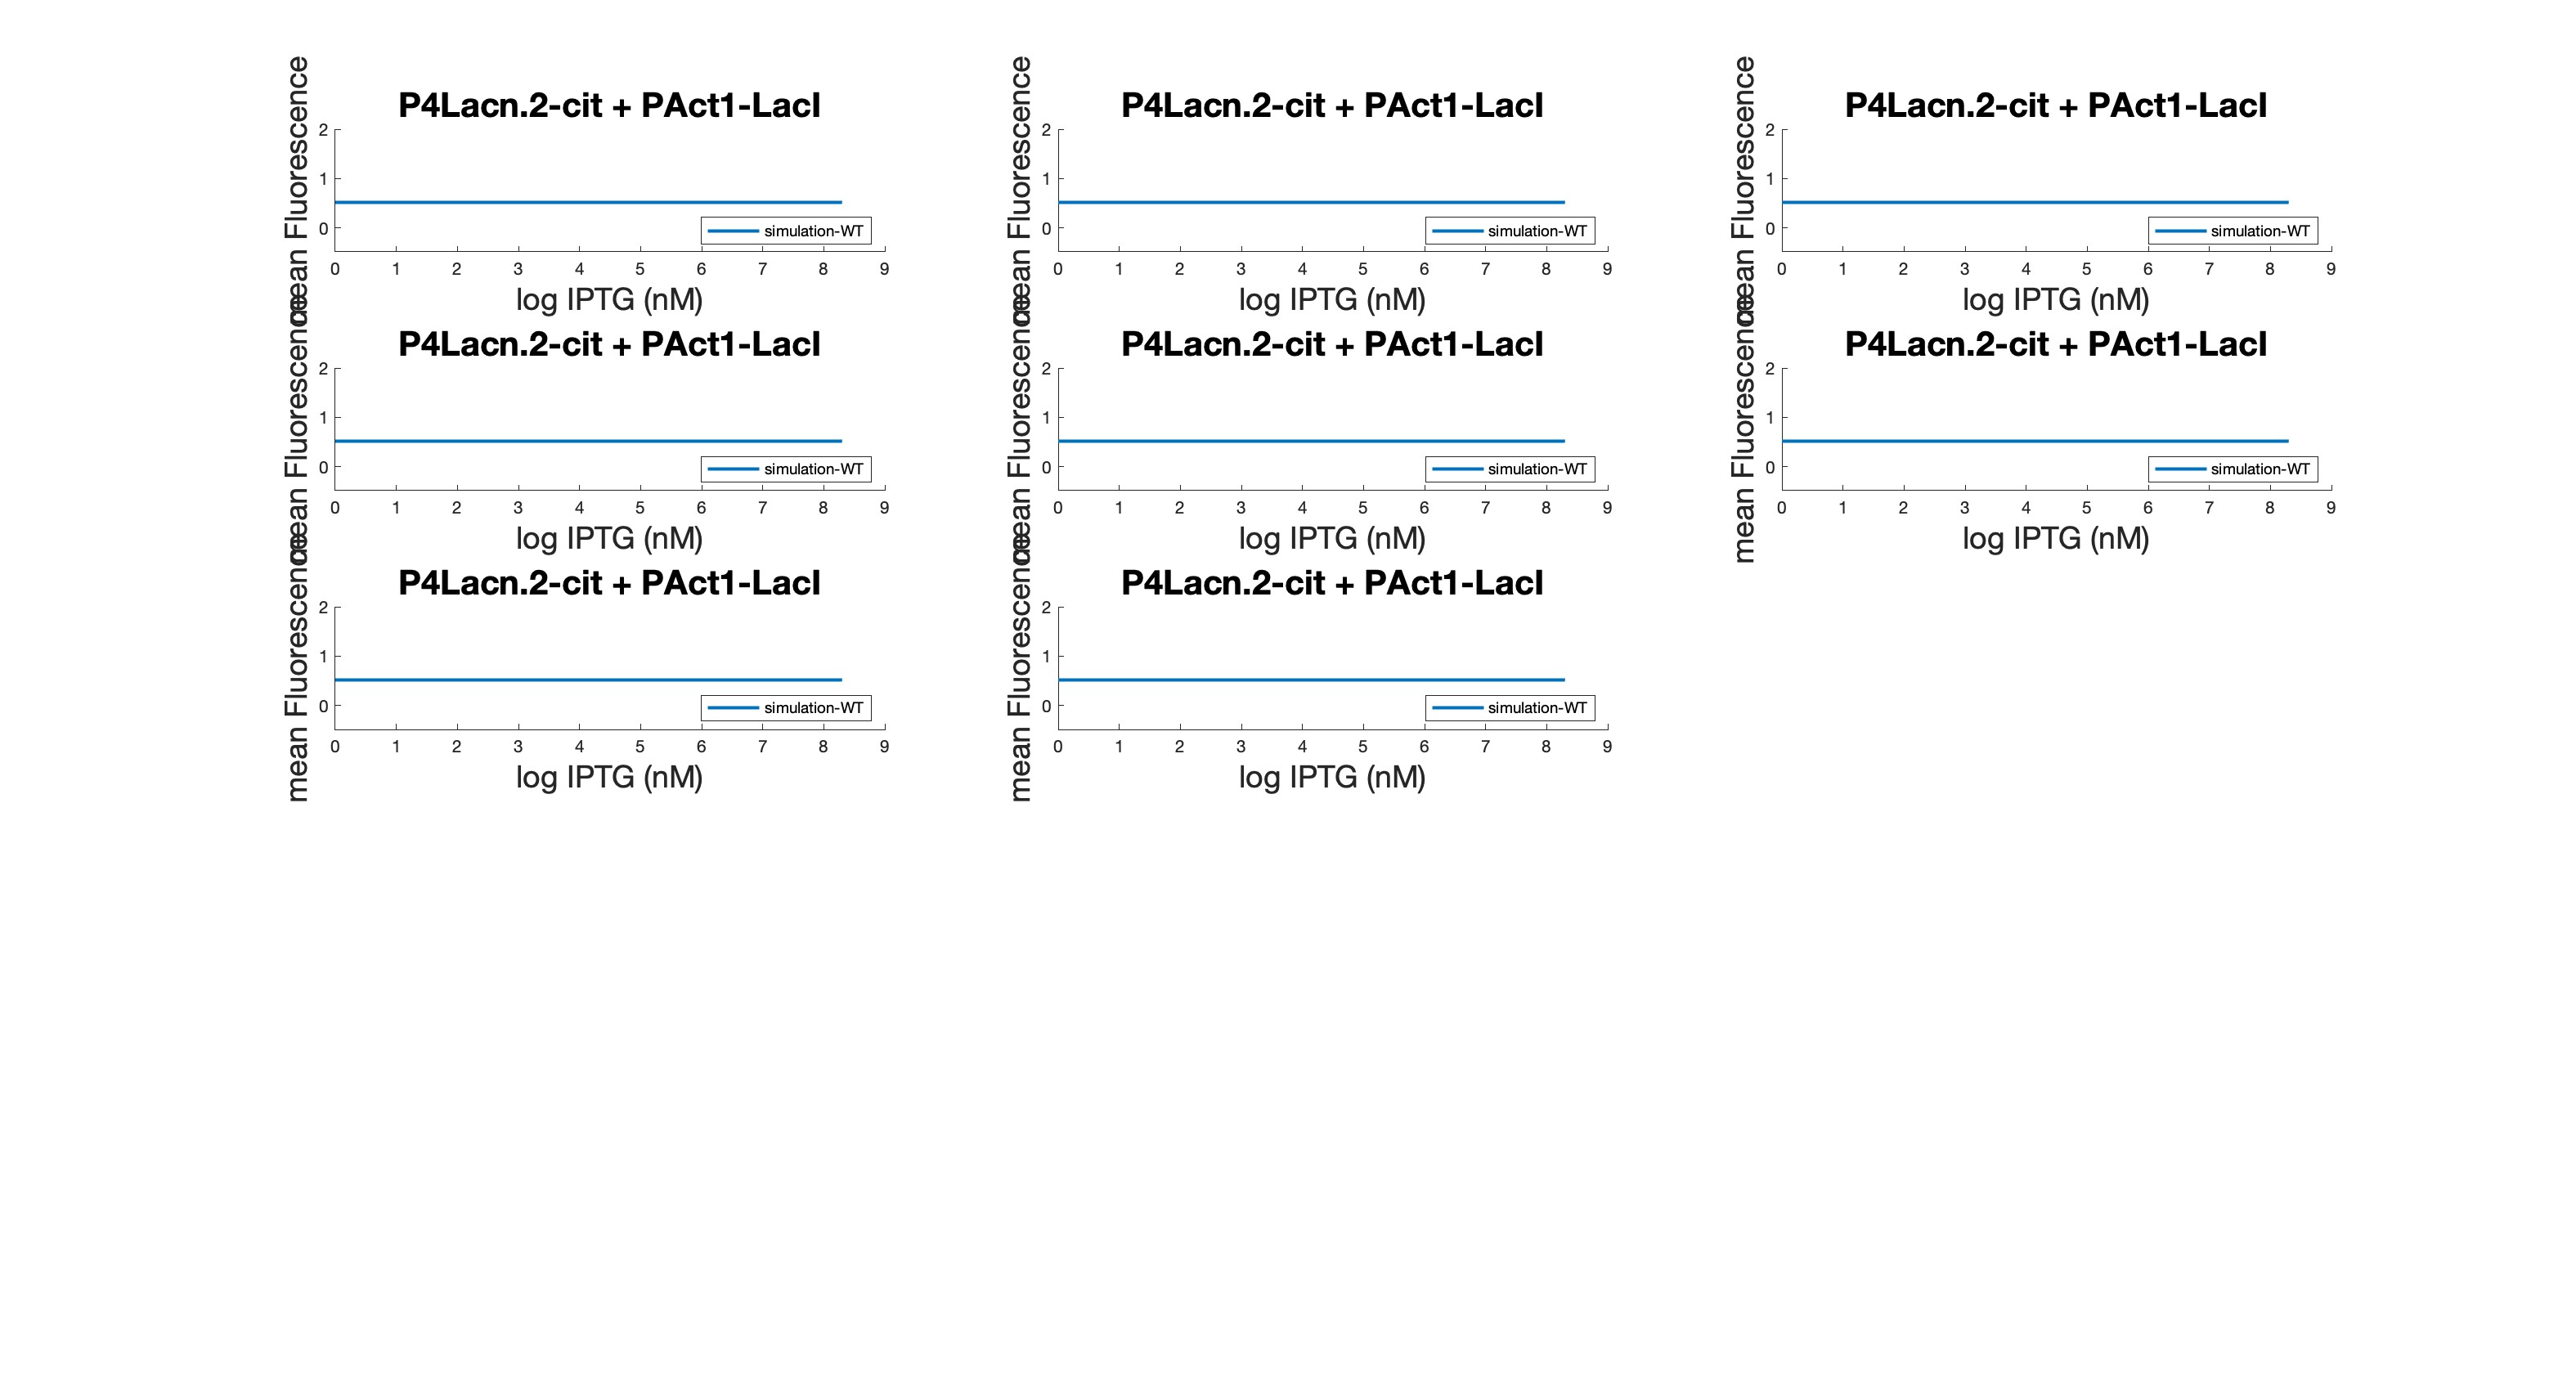 P4Lacn.2-cit + PAct1-LacI
mean Fluorescence
2
1
0
simulation-WT
0 1 2 3 4 5 6 7 8 9
log IPTG (nM)
P4Lacn.2-cit + PAct1-LacI
mean Fluorescence
2
1
0
simulation-WT
0 1 2 3 4 5 6 7 8 9
log IPTG (nM)
P4Lacn.2-cit + PAct1-LacI
mean Fluorescence
2
1
0
simulation-WT
0 1 2 3 4 5 6 7 8 9
log IPTG (nM)
P4Lacn.2-cit + PAct1-LacI
mean Fluorescence
2
1
0
simulation-WT
0 1 2 3 4 5 6 7 8 9
log IPTG (nM)
P4Lacn.2-cit + PAct1-LacI
mean Fluorescence
2
1
0
simulation-WT
0 1 2 3 4 5 6 7 8 9
log IPTG (nM)
P4Lacn.2-cit + PAct1-LacI
mean Fluorescence
2
1
0
simulation-WT
0 1 2 3 4 5 6 7 8 9
log IPTG (nM)
P4Lacn.2-cit + PAct1-LacI
mean Fluorescence
2
1
0
simulation-WT
0 1 2 3 4 5 6 7 8 9
log IPTG (nM)
P4Lacn.2-cit + PAct1-LacI
mean Fluorescence
2
1
0
simulation-WT
0 1 2 3 4 5 6 7 8 9
log IPTG (nM)